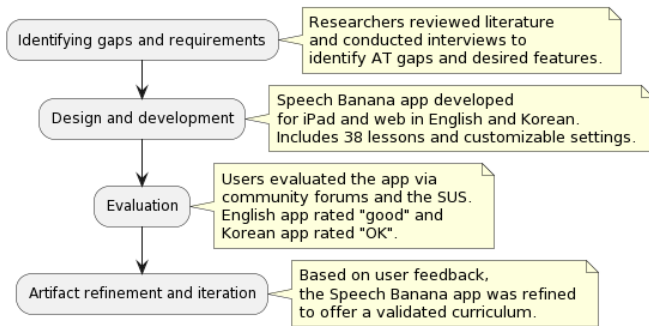 Identifying gaps and requirements
Researchers reviewed literature
and conducted interviews to
identify AT gaps and desired features.
Design and development
Speech Banana app developed
for iPad and web in English and Korean.
Includes 38 lessons and customizable settings.
Evaluation
Users evaluated the app via
community forums and the SUS.
English app rated "good" and
Korean app rated "OK".
Artifact refinement and iteration
Based on user feedback,
the Speech Banana app was refined
to offer a validated curriculum.